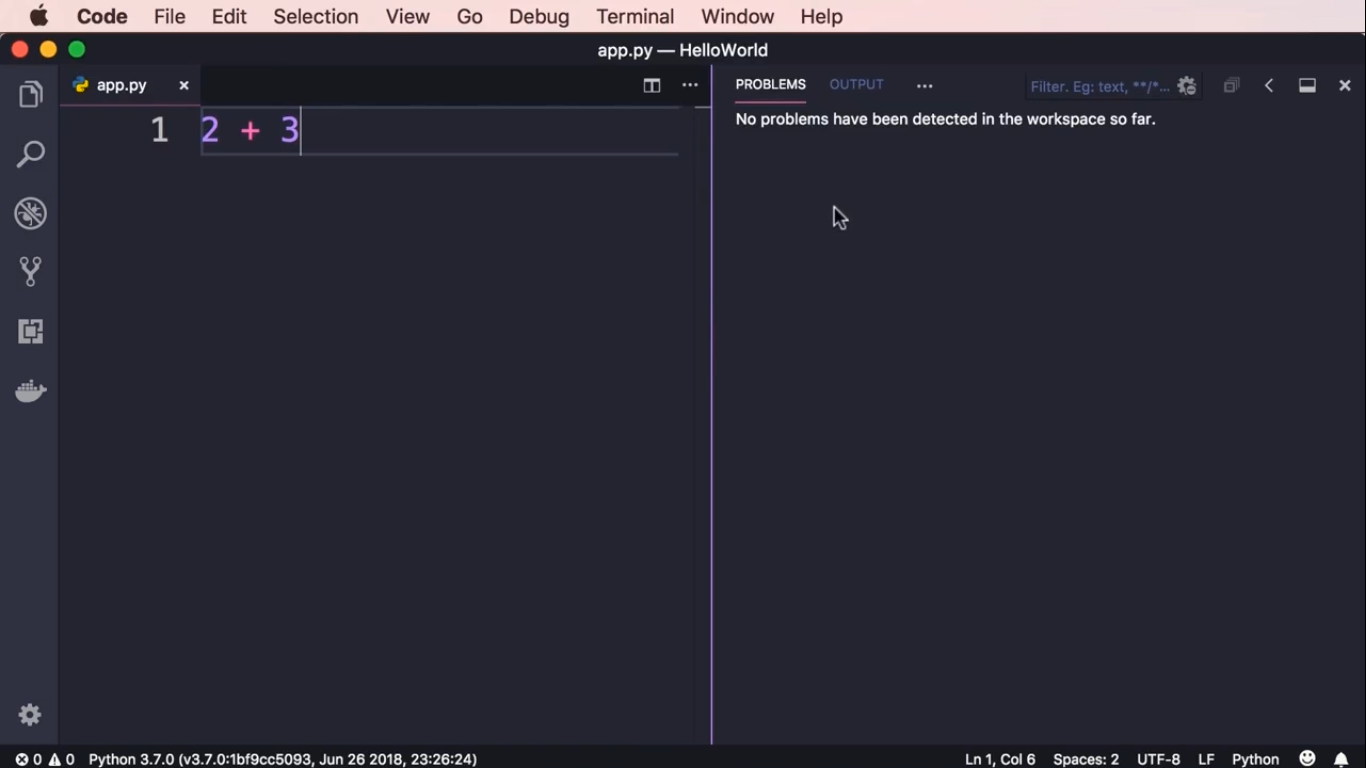 Code File Edit Selection View Go Debug Terminal Window Help
app.py — HelloWorld
app.py
PROBLEMS OUTPUT ... Filter. Eg: text, **/*...
No problems have been detected in the workspace so far.
1 2 + 3
0 0 Python 3.7.0 (v3.7.0:1bf9cc5093, Jun 26 2018, 23:26:24) Ln 1, Col 6 Spaces: 2 UTF-8 LF Python